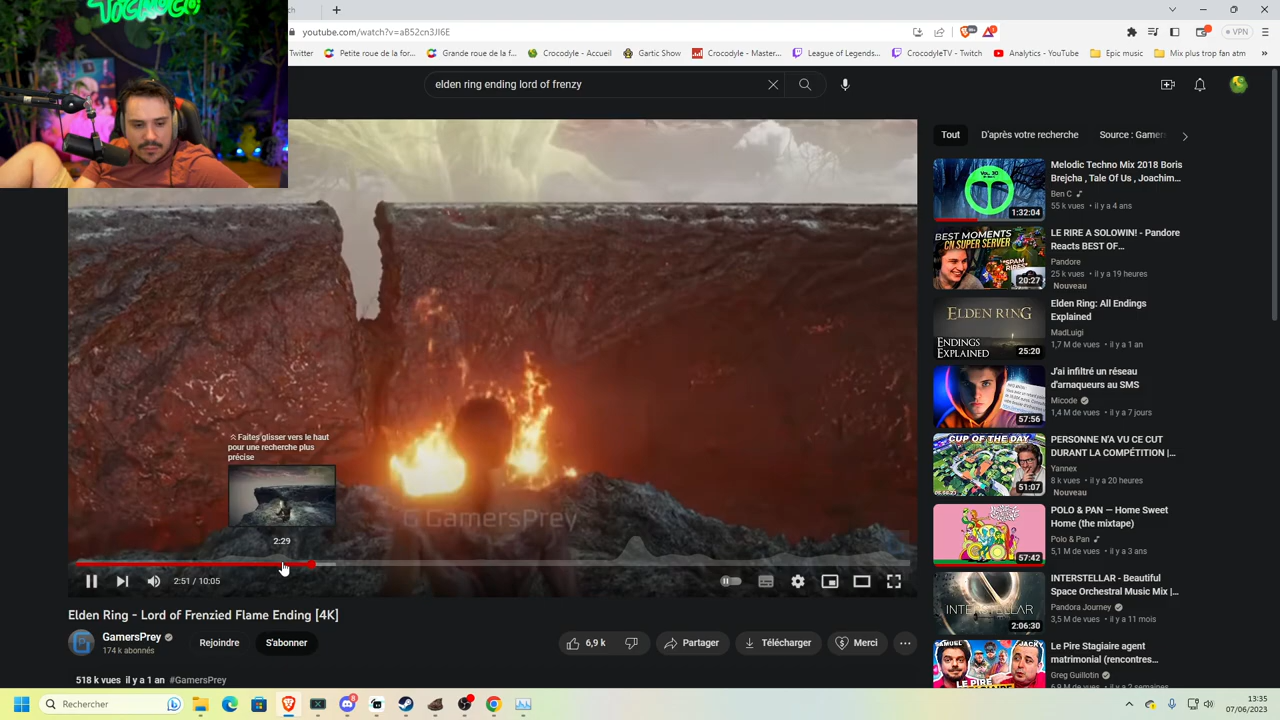 youtube.com/watch?v=aB52cn3JI6E
VPN
Twitter
Petite roue de la for...
Grande roue de la f...
Crocodyle - Accueil
Gartic Show
Crocodyle - Master...
League of Legends...
CrocodyleTV - Twitch
Analytics - YouTube
Epic music
Mix plus trop fan atm
elden ring ending lord of frenzy
Tout
D'après votre recherche
Source : Gamer
Melodic Techno Mix 2018 Boris
Brejcha , Tale Of Us , Joachim...
Ben C
55 k vues • il y a 4 ans
1:32:04
BEST MOMENTS
CN SUPER SERVER
20:27
LE RIRE A SOLOWIN! - Pandore
Reacts BEST OF...
Pandore
25 k vues • il y a 19 heures
Nouveau
ELDEN RING
ENDINGS
EXPLAINED
25:20
Elden Ring: All Endings
Explained
MadLuigi
1,7 M de vues • il y a 1 an
57:56
J'ai infiltré un réseau
d'arnaqueurs au SMS
Micode
1,4 M de vues • il y a 7 jours
CUP OF THE DAY
51:07
PERSONNE N'A VU CE CUT
DURANT LA COMPÉTITION |...
Yannex
8 k vues • il y a 20 heures
Nouveau
57:42
POLO & PAN — Home Sweet
Home (the mixtape)
Polo & Pan
5,1 M de vues • il y a 3 ans
INTERSTELLAR
2:06:30
INTERSTELLAR - Beautiful
Space Orchestral Music Mix |...
Pandora Journey
3,5 M de vues • il y a 11 mois
SAMUEL
JACKY
LE PIRE
Le Pire Stagiaire agent
matrimonial (rencontres...
Greg Guillotin
Faites glisser vers le haut
pour une recherche plus
précise
GamersPrey
2:29
2:51 / 10:05
Elden Ring - Lord of Frenzied Flame Ending [4K]
GamersPrey
174 k abonnés
Rejoindre
S'abonner
6,9 k
Partager
Télécharger
Merci
518 k vues il y a 1 an #GamersPrey
Rechercher
13:35
07/06/2023